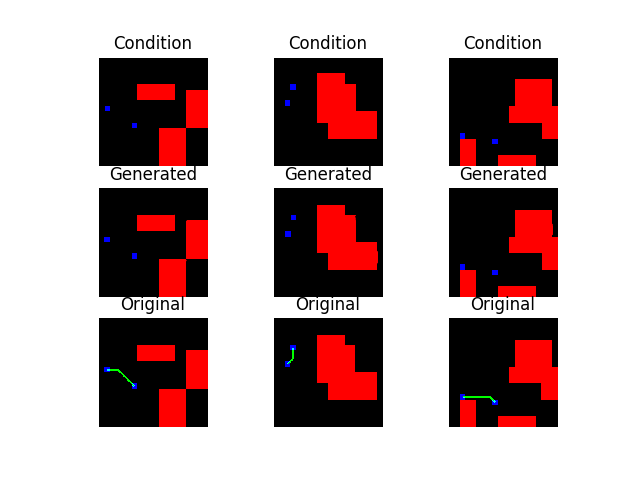 Condition Condition Condition
Generated Generated Generated
Original Original Original